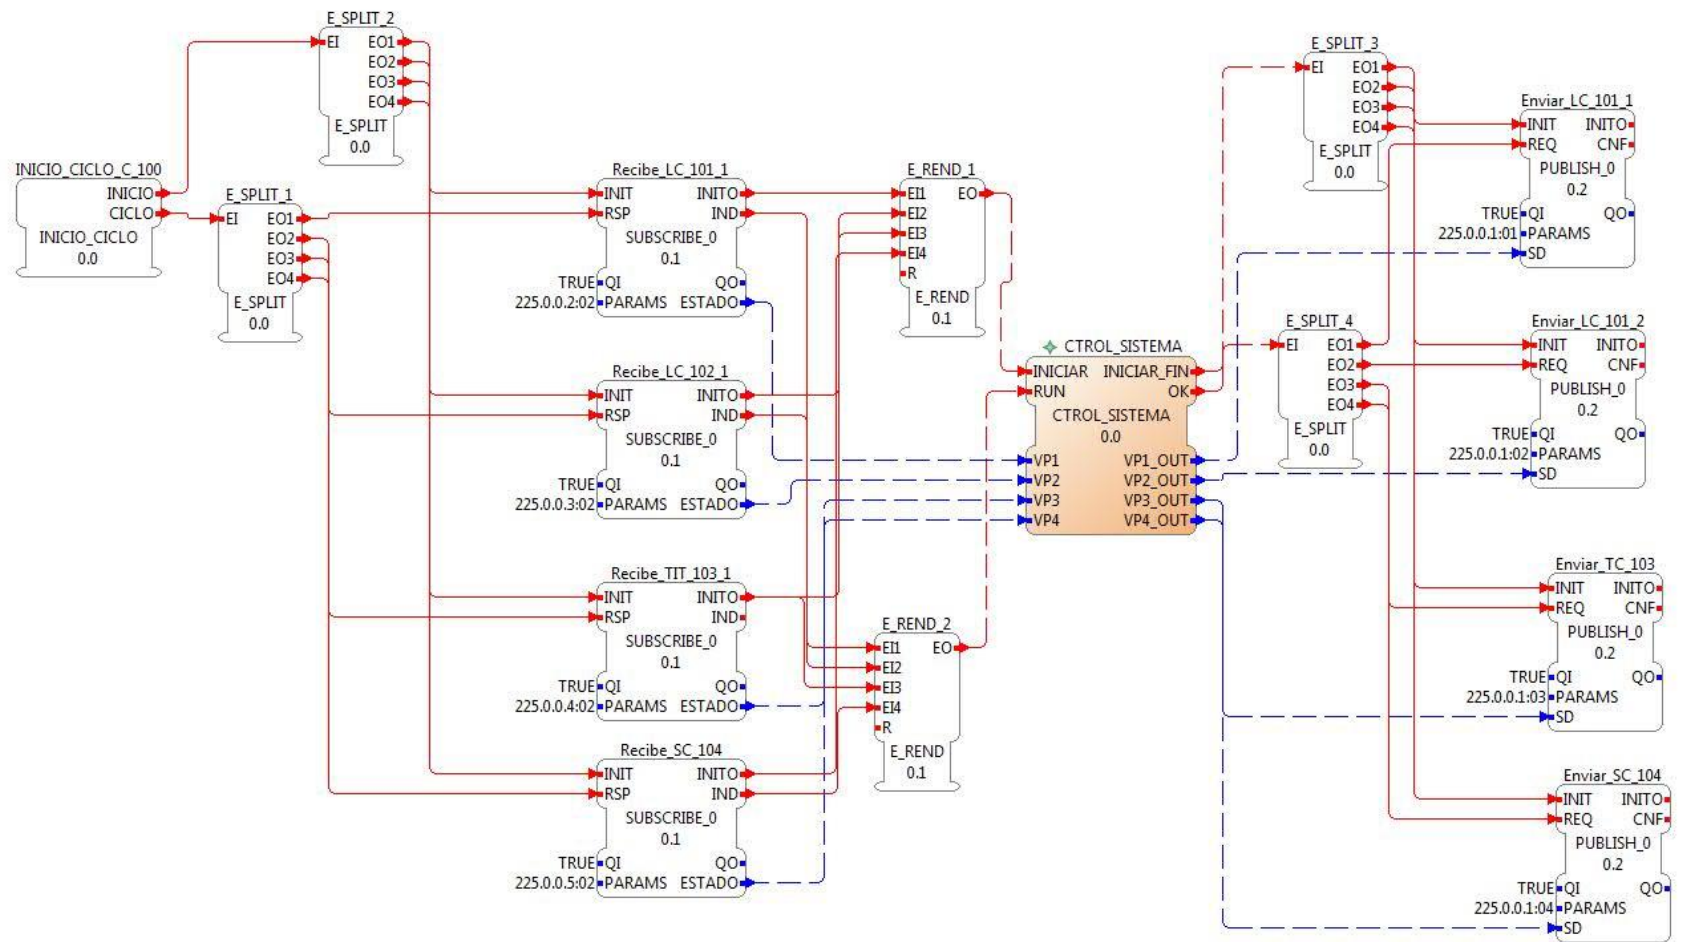 E_SPLIT_2
EI EO1
EO2
EO3
EO4
E_SPLIT
0.0
INICIO_CICLO_C_100
INICIO
CICLO
INICIO_CICLO
0.0
E_SPLIT_1
EI EO1
EO2
EO3
EO4
E_SPLIT
0.0
Recibe_LC_101_1
INIT INITO
RSP IND
SUBSCRIBE_0
0.1
TRUE QI QO
225.0.0.2:02 PARAMS ESTADO
Recibe_LC_102_1
INIT INITO
RSP IND
SUBSCRIBE_0
0.1
TRUE QI QO
225.0.0.3:02 PARAMS ESTADO
Recibe_TIT_103_1
INIT INITO
RSP IND
SUBSCRIBE_0
0.1
TRUE QI QO
225.0.0.4:02 PARAMS ESTADO
Recibe_SC_104
INIT INITO
RSP IND
SUBSCRIBE_0
0.1
TRUE QI QO
225.0.0.5:02 PARAMS ESTADO
E_REND_1
EI1 EO
EI2
EI3
EI4
R
E_REND
0.1
E_REND_2
EI1 EO
EI2
EI3
EI4
R
E_REND
0.1
CTROL_SISTEMA
INICIAR INICIAR_FIN
RUN OK
CTROL_SISTEMA
0.0
VP1 VP1_OUT
VP2 VP2_OUT
VP3 VP3_OUT
VP4 VP4_OUT
E_SPLIT_3
EI EO1
EO2
EO3
EO4
E_SPLIT
0.0
E_SPLIT_4
EI EO1
EO2
EO3
EO4
E_SPLIT
0.0
Enviar_LC_101_1
INIT INITO
REQ CNF
PUBLISH_0
0.2
TRUE QI QO
225.0.0.1:01 PARAMS
SD
Enviar_LC_101_2
INIT INITO
REQ CNF
PUBLISH_0
0.2
TRUE QI QO
225.0.0.1:02 PARAMS
SD
Enviar_TC_103
INIT INITO
REQ CNF
PUBLISH_0
0.2
TRUE QI QO
225.0.0.1:03 PARAMS
SD
Enviar_SC_104
INIT INITO
REQ CNF
PUBLISH_0
0.2
TRUE QI QO
225.0.0.1:04 PARAMS
SD